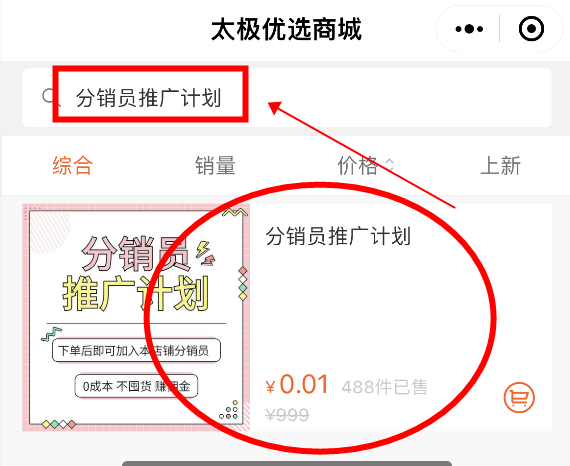 太极优选商城
分销员推广计划
综合
销量
价格
上新
分销员
推广计划
下单后即可加入本店铺分销员
0成本 不囤货 赚佣金
分销员推广计划
¥0.01 488件已售
¥999